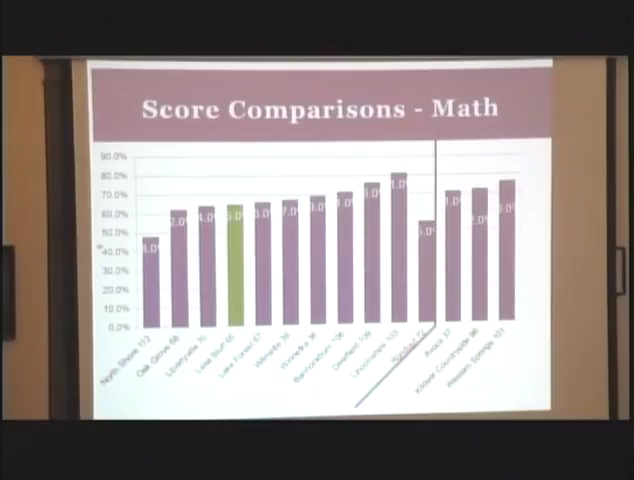 Score Comparisons - Math
90.0%
80.0%
70.0%
60.0%
50.0%
40.0%
30.0%
20.0%
10.0%
0.0%
North Shore 112
Oak Grove 68
Libertyville 70
Lake Bluff 65
Lake Forest 67
Wilmette 39
Winnetka 36
Bannockburn 106
Deerfield 109
Lincolnshire 103
Rondout 72
Avoca 37
Kildeer Countryside 96
Western Springs 101